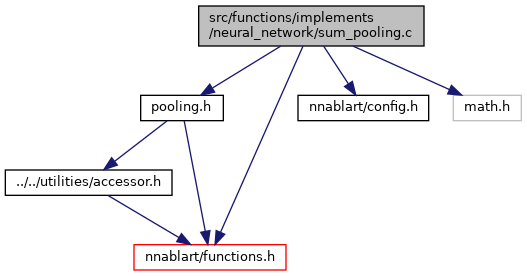 src/functions/implements
/neural_network/sum_pooling.c
pooling.h
nnablart/config.h
math.h
../../utilities/accessor.h
nnablart/functions.h